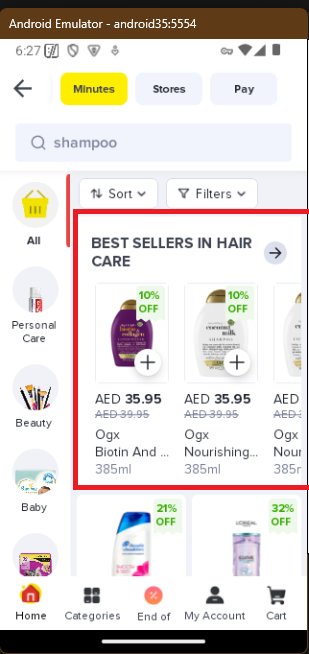 Android Emulator - android35:5554
6:27
Minutes
Stores
Pay
shampoo
Sort
Filters
All
Personal
Care
Beauty
Baby
BEST SELLERS IN HAIR
CARE
10%
OFF
10%
OFF
AED 35.95
AED 39.95
Ogx
Biotin And ...
385ml
AED 35.95
AED 39.95
Ogx
Nourishing...
385ml
AED
AED 3
Ogx
Nour
385m
21%
OFF
32%
OFF
Home
Categories
End of
My Account
Cart